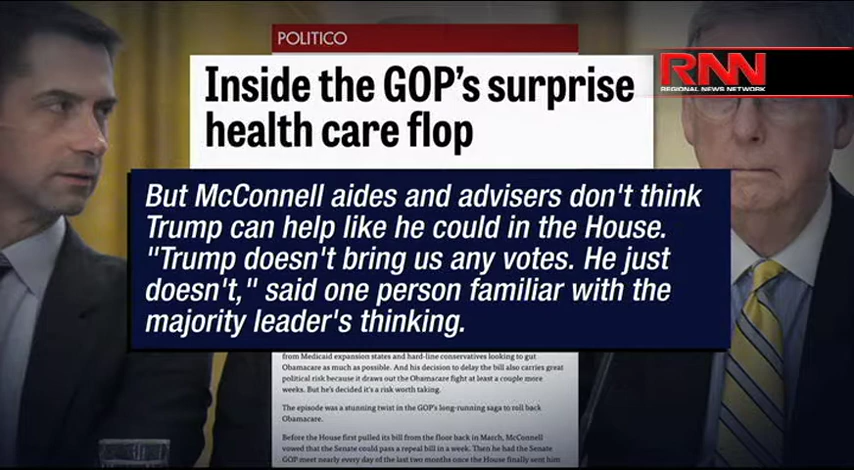 POLITICO
RNN
REGIONAL NEWS NETWORK
Inside the GOP's surprise
health care flop
But McConnell aides and advisers don't think
Trump can help like he could in the House.
"Trump doesn't bring us any votes. He just
doesn't," said one person familiar with the
majority leader's thinking.
from Medicaid expansion states and hard-line conservatives looking to gut
Obamacare as much as possible. And his decision to delay the bill also carries great
political risk because it draws out the Obamacare fight at least a couple more
weeks. But he's decided it's a risk worth taking.
The episode was a stunning twist in the GOP's long-running saga to roll back
Obamacare.
Before the House first pulled its bill from the floor back in March, McConnell
vowed that the Senate could pass a repeal bill in a week. Then he had the Senate
GOP meet nearly every day of the last two months once the House finally sent him